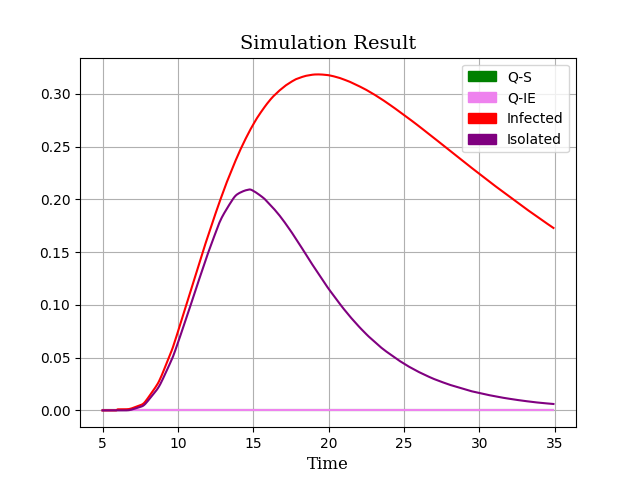 Simulation Result
Q-S
Q-IE
Infected
Isolated
0.30
0.25
0.20
0.15
0.10
0.05
0.00
5 10 15 20 25 30 35
Time